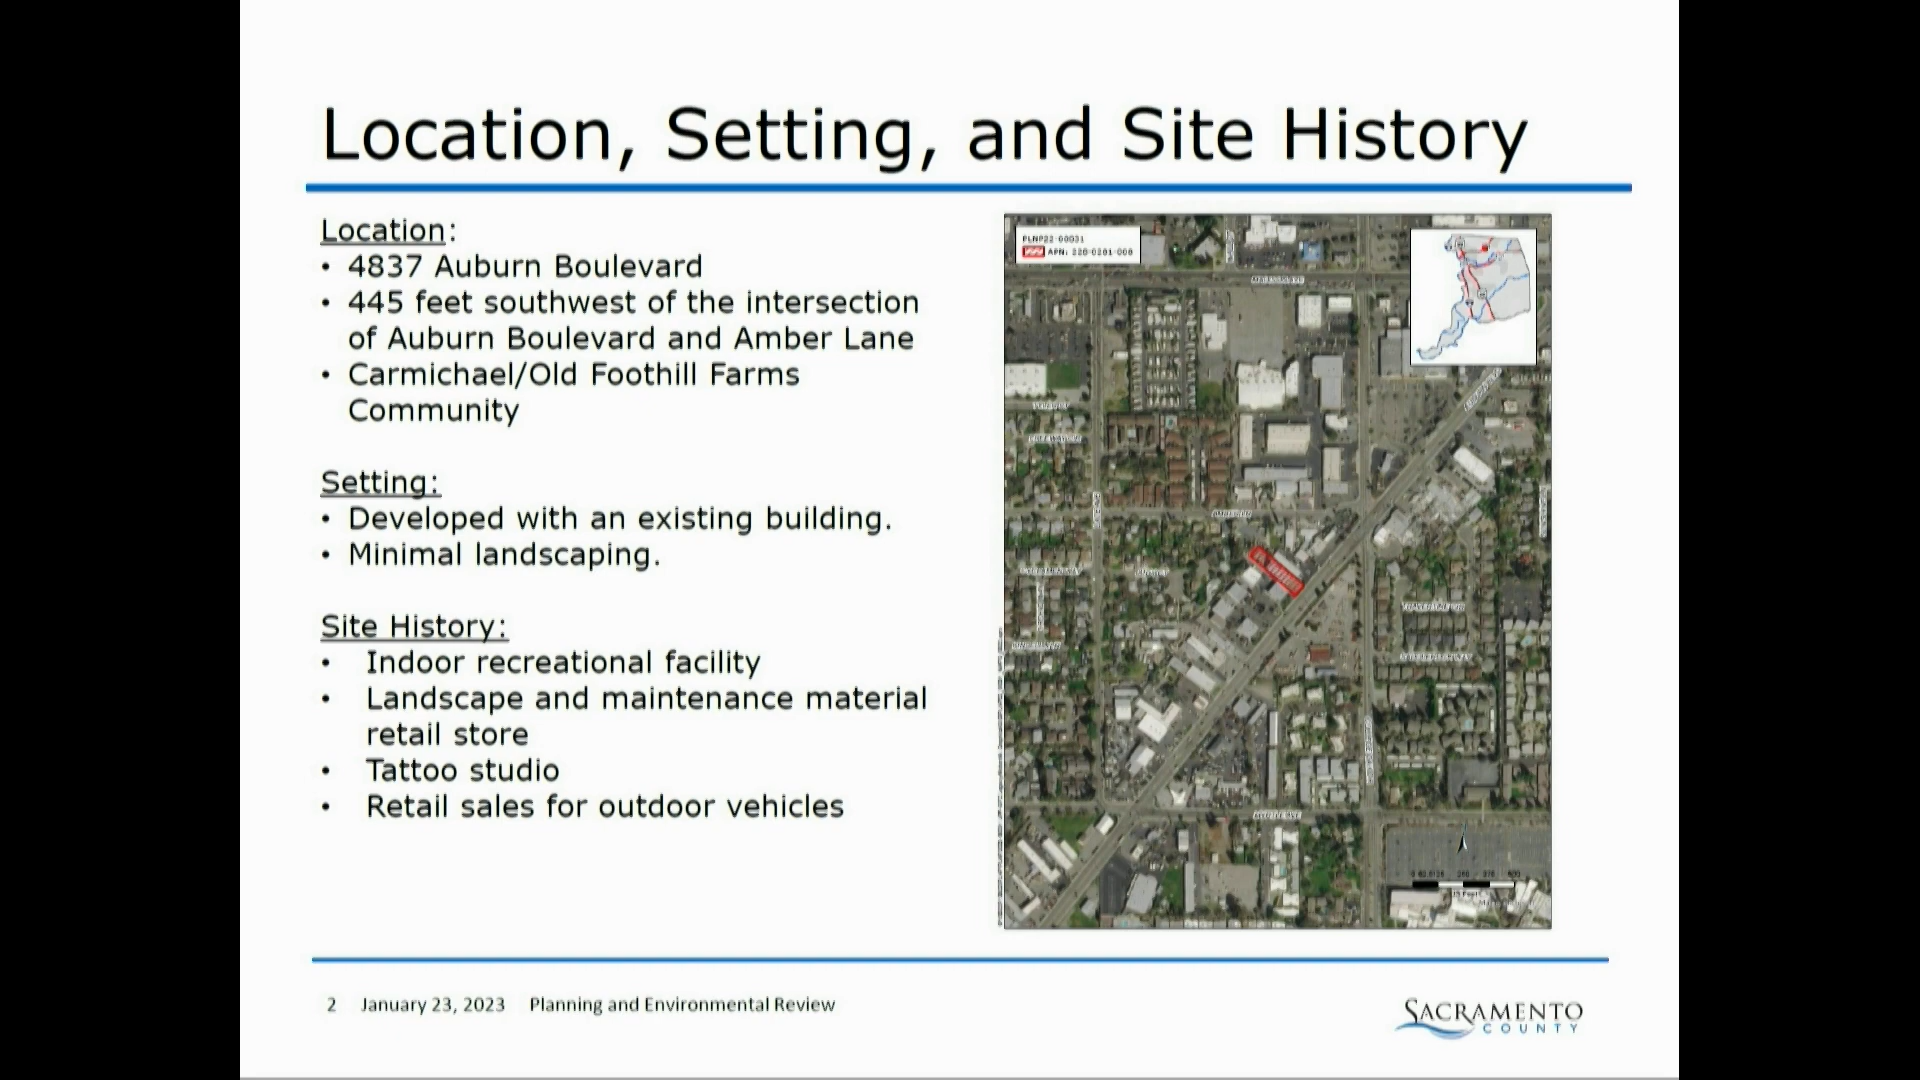 Location, Setting, and Site History
Location:
• 4837 Auburn Boulevard
• 445 feet southwest of the intersection
of Auburn Boulevard and Amber Lane
• Carmichael/Old Foothill Farms
Community
Setting:
• Developed with an existing building.
• Minimal landscaping.
Site History:
• Indoor recreational facility
• Landscape and maintenance material
retail store
• Tattoo studio
• Retail sales for outdoor vehicles
2 January 23, 2023 Planning and Environmental Review
SACRAMENTO
COUNTY